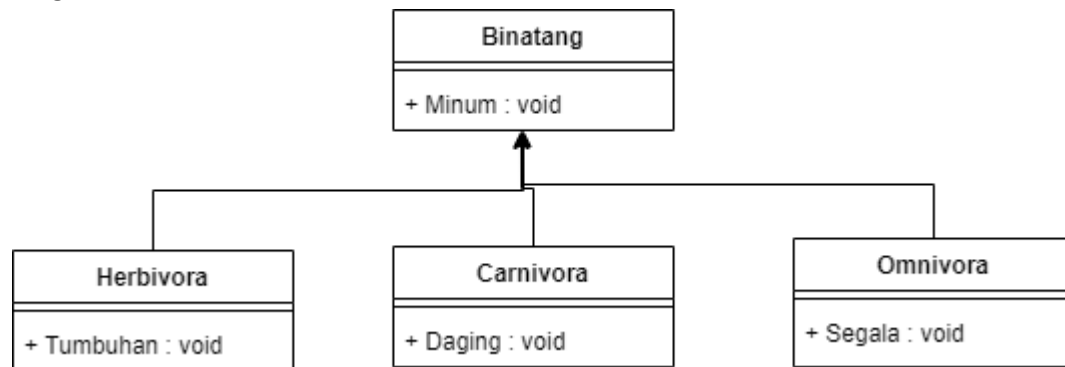 Binatang
+ Minum : void
Herbivora
+ Tumbuhan : void
Carnivora
+ Daging : void
Omnivora
+ Segala : void